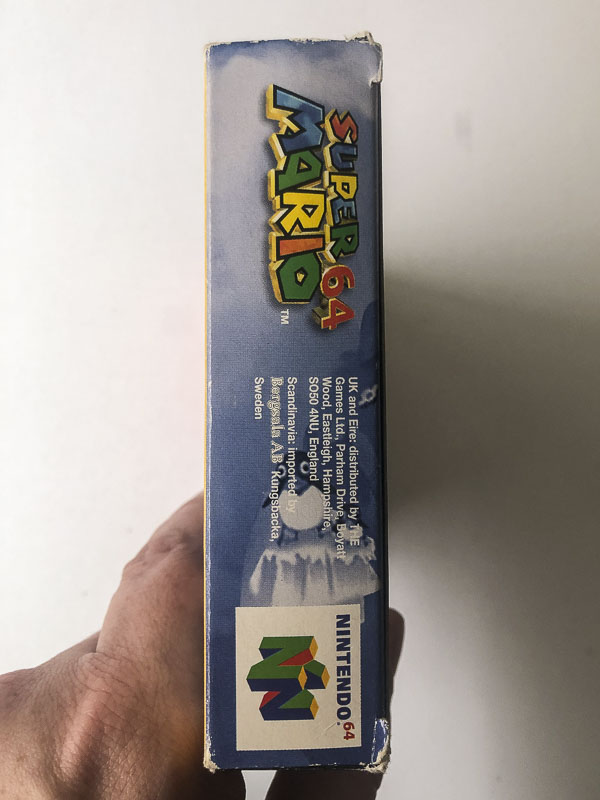 SUPER
MARIO 64
TM
UK and Eire: distributed by THE
Games Ltd., Parham Drive, Boyatt
Wood, Eastleigh, Hampshire,
SO50 4NU, England
Scandinavia: imported by
Bergsala AB Kungsbacka,
Sweden
NINTENDO 64